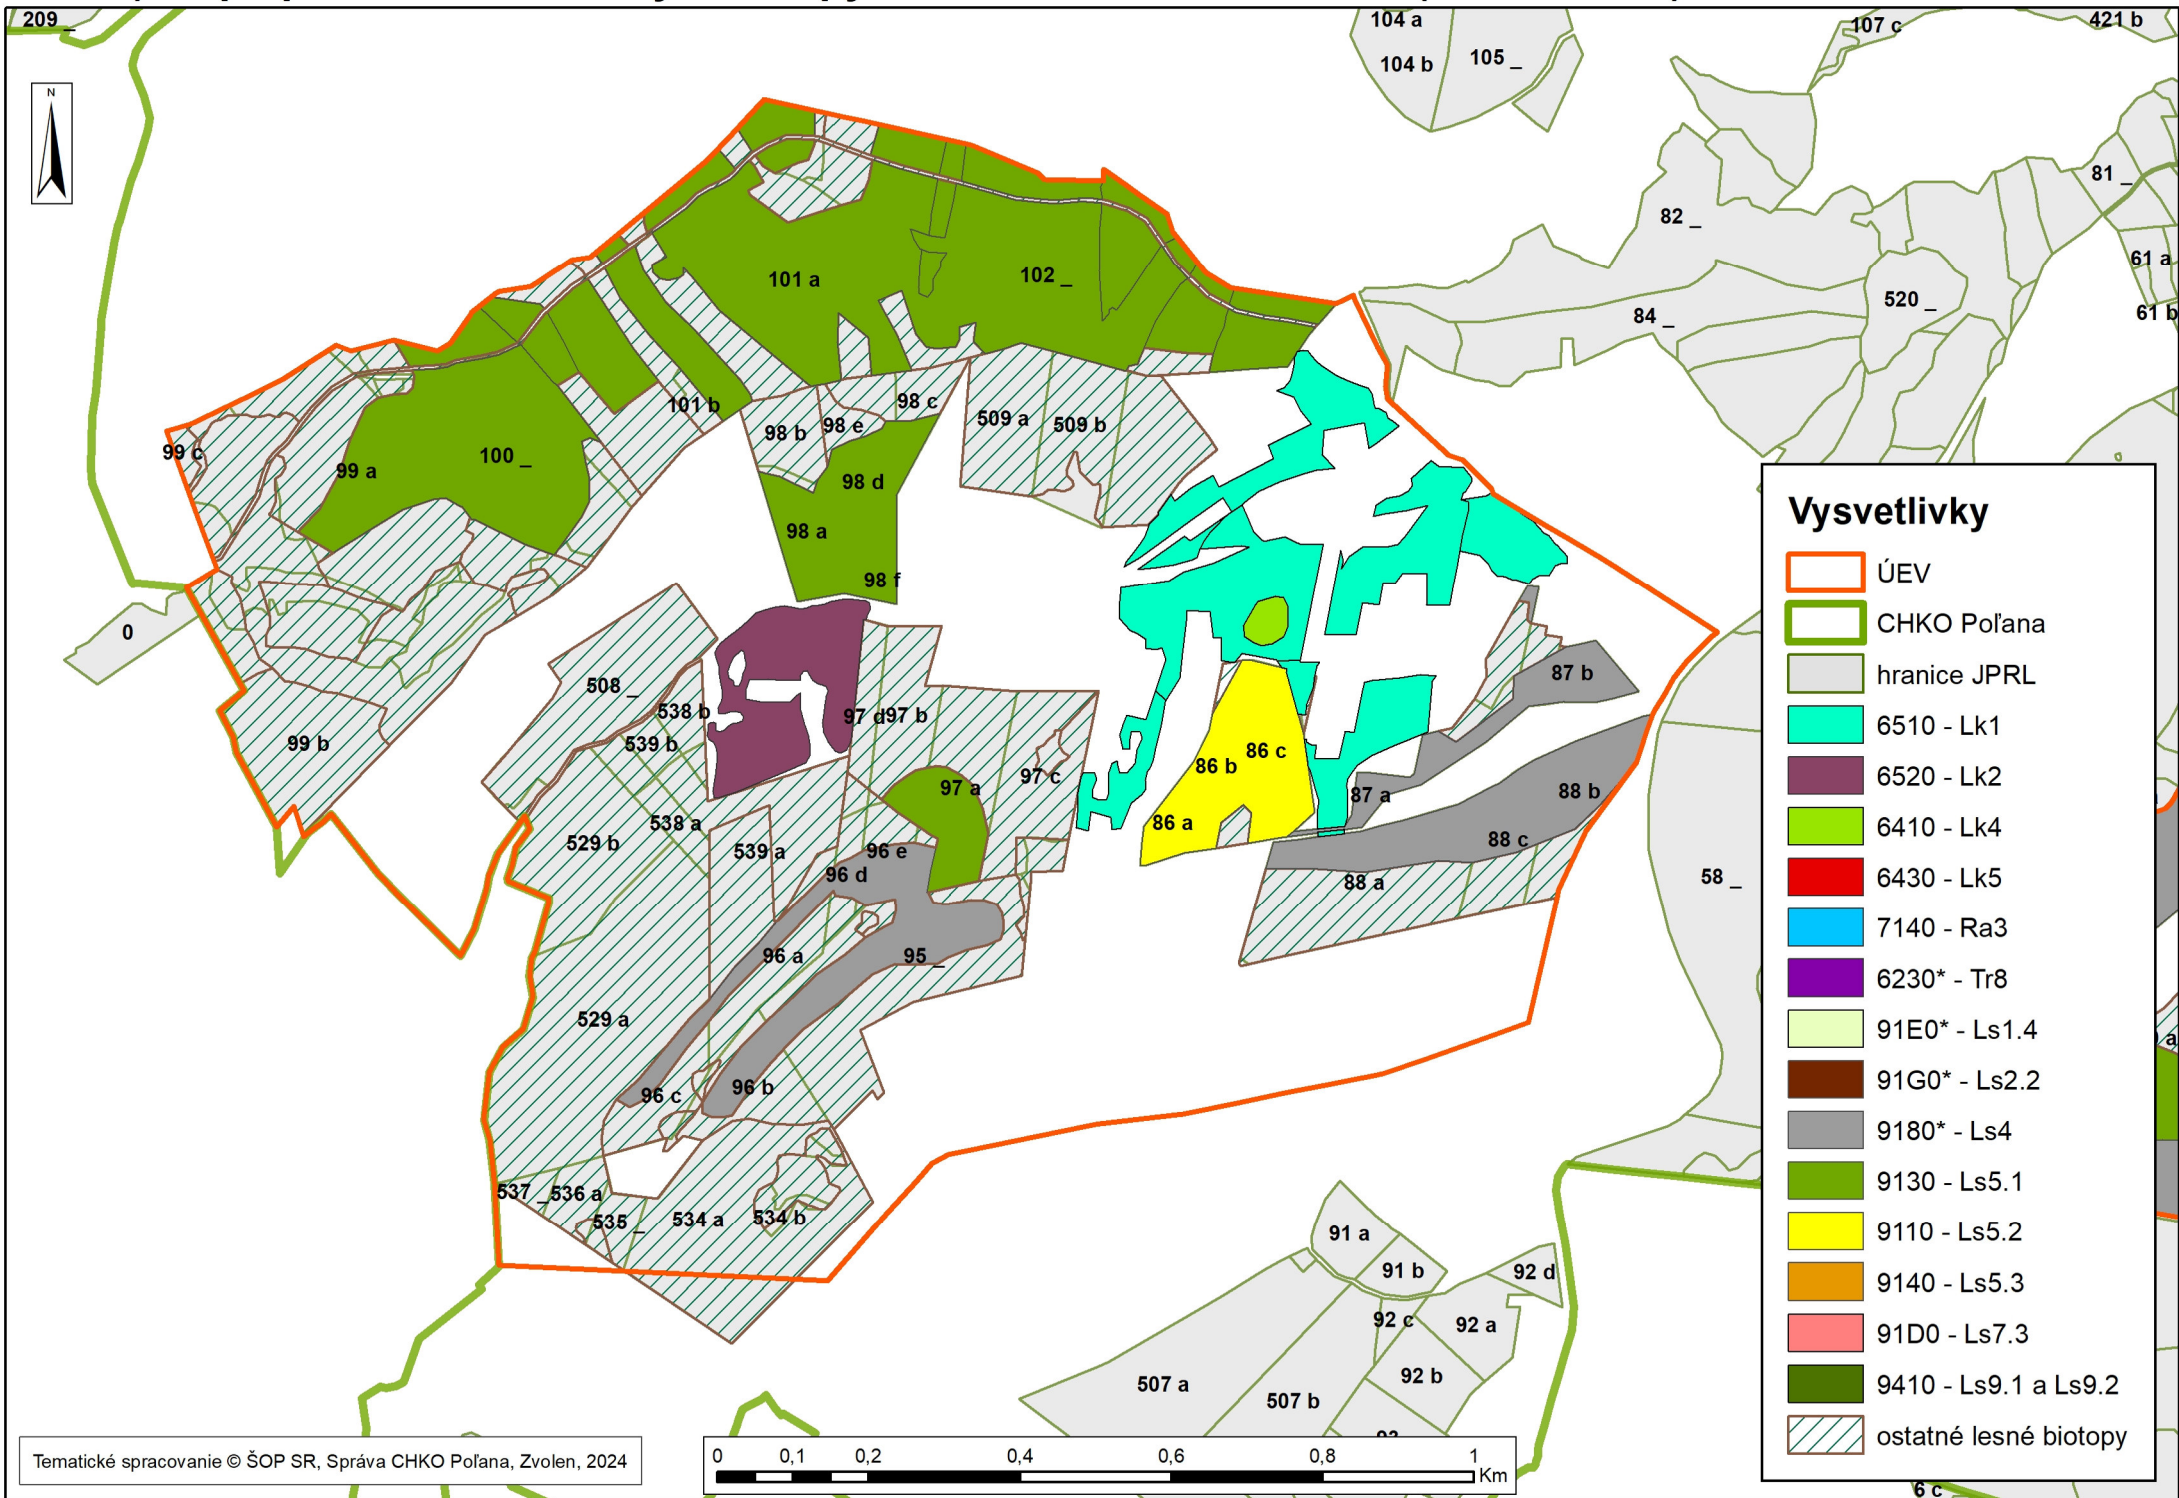 209 _
104 a
104 b
105 _
107 c
421 b
N
81 _
82 _
61 a
61 b
520 _
84 _
101 a
102 _
101 b
98 b
98 e
98 c
509 a
509 b
99 c
99 a
100 _
98 d
98 a
98 f
0
508 _
538 b
539 b
97 d
97 b
99 b
97 c
97 a
87 b
86 c
86 b
86 a
87 a
88 b
88 c
88 a
538 a
529 b
539 a
96 e
96 d
96 a
95 _
529 a
96 c
96 b
58 _
537 _
536 a
535 _
534 a
534 b
91 a
91 b
92 d
92 c
92 a
92 b
507 a
507 b
6 c
Vysvetlivky
ÚEV
CHKO Poľana
hranice JPRL
6510 - Lk1
6520 - Lk2
6410 - Lk4
6430 - Lk5
7140 - Ra3
6230* - Tr8
91E0* - Ls1.4
91G0* - Ls2.2
9180* - Ls4
9130 - Ls5.1
9110 - Ls5.2
9140 - Ls5.3
91D0 - Ls7.3
9410 - Ls9.1 a Ls9.2
ostatné lesné biotopy
Tematické spracovanie © ŠOP SR, Správa CHKO Poľana, Zvolen, 2024
0 0,1 0,2 0,4 0,6 0,8 1
Km